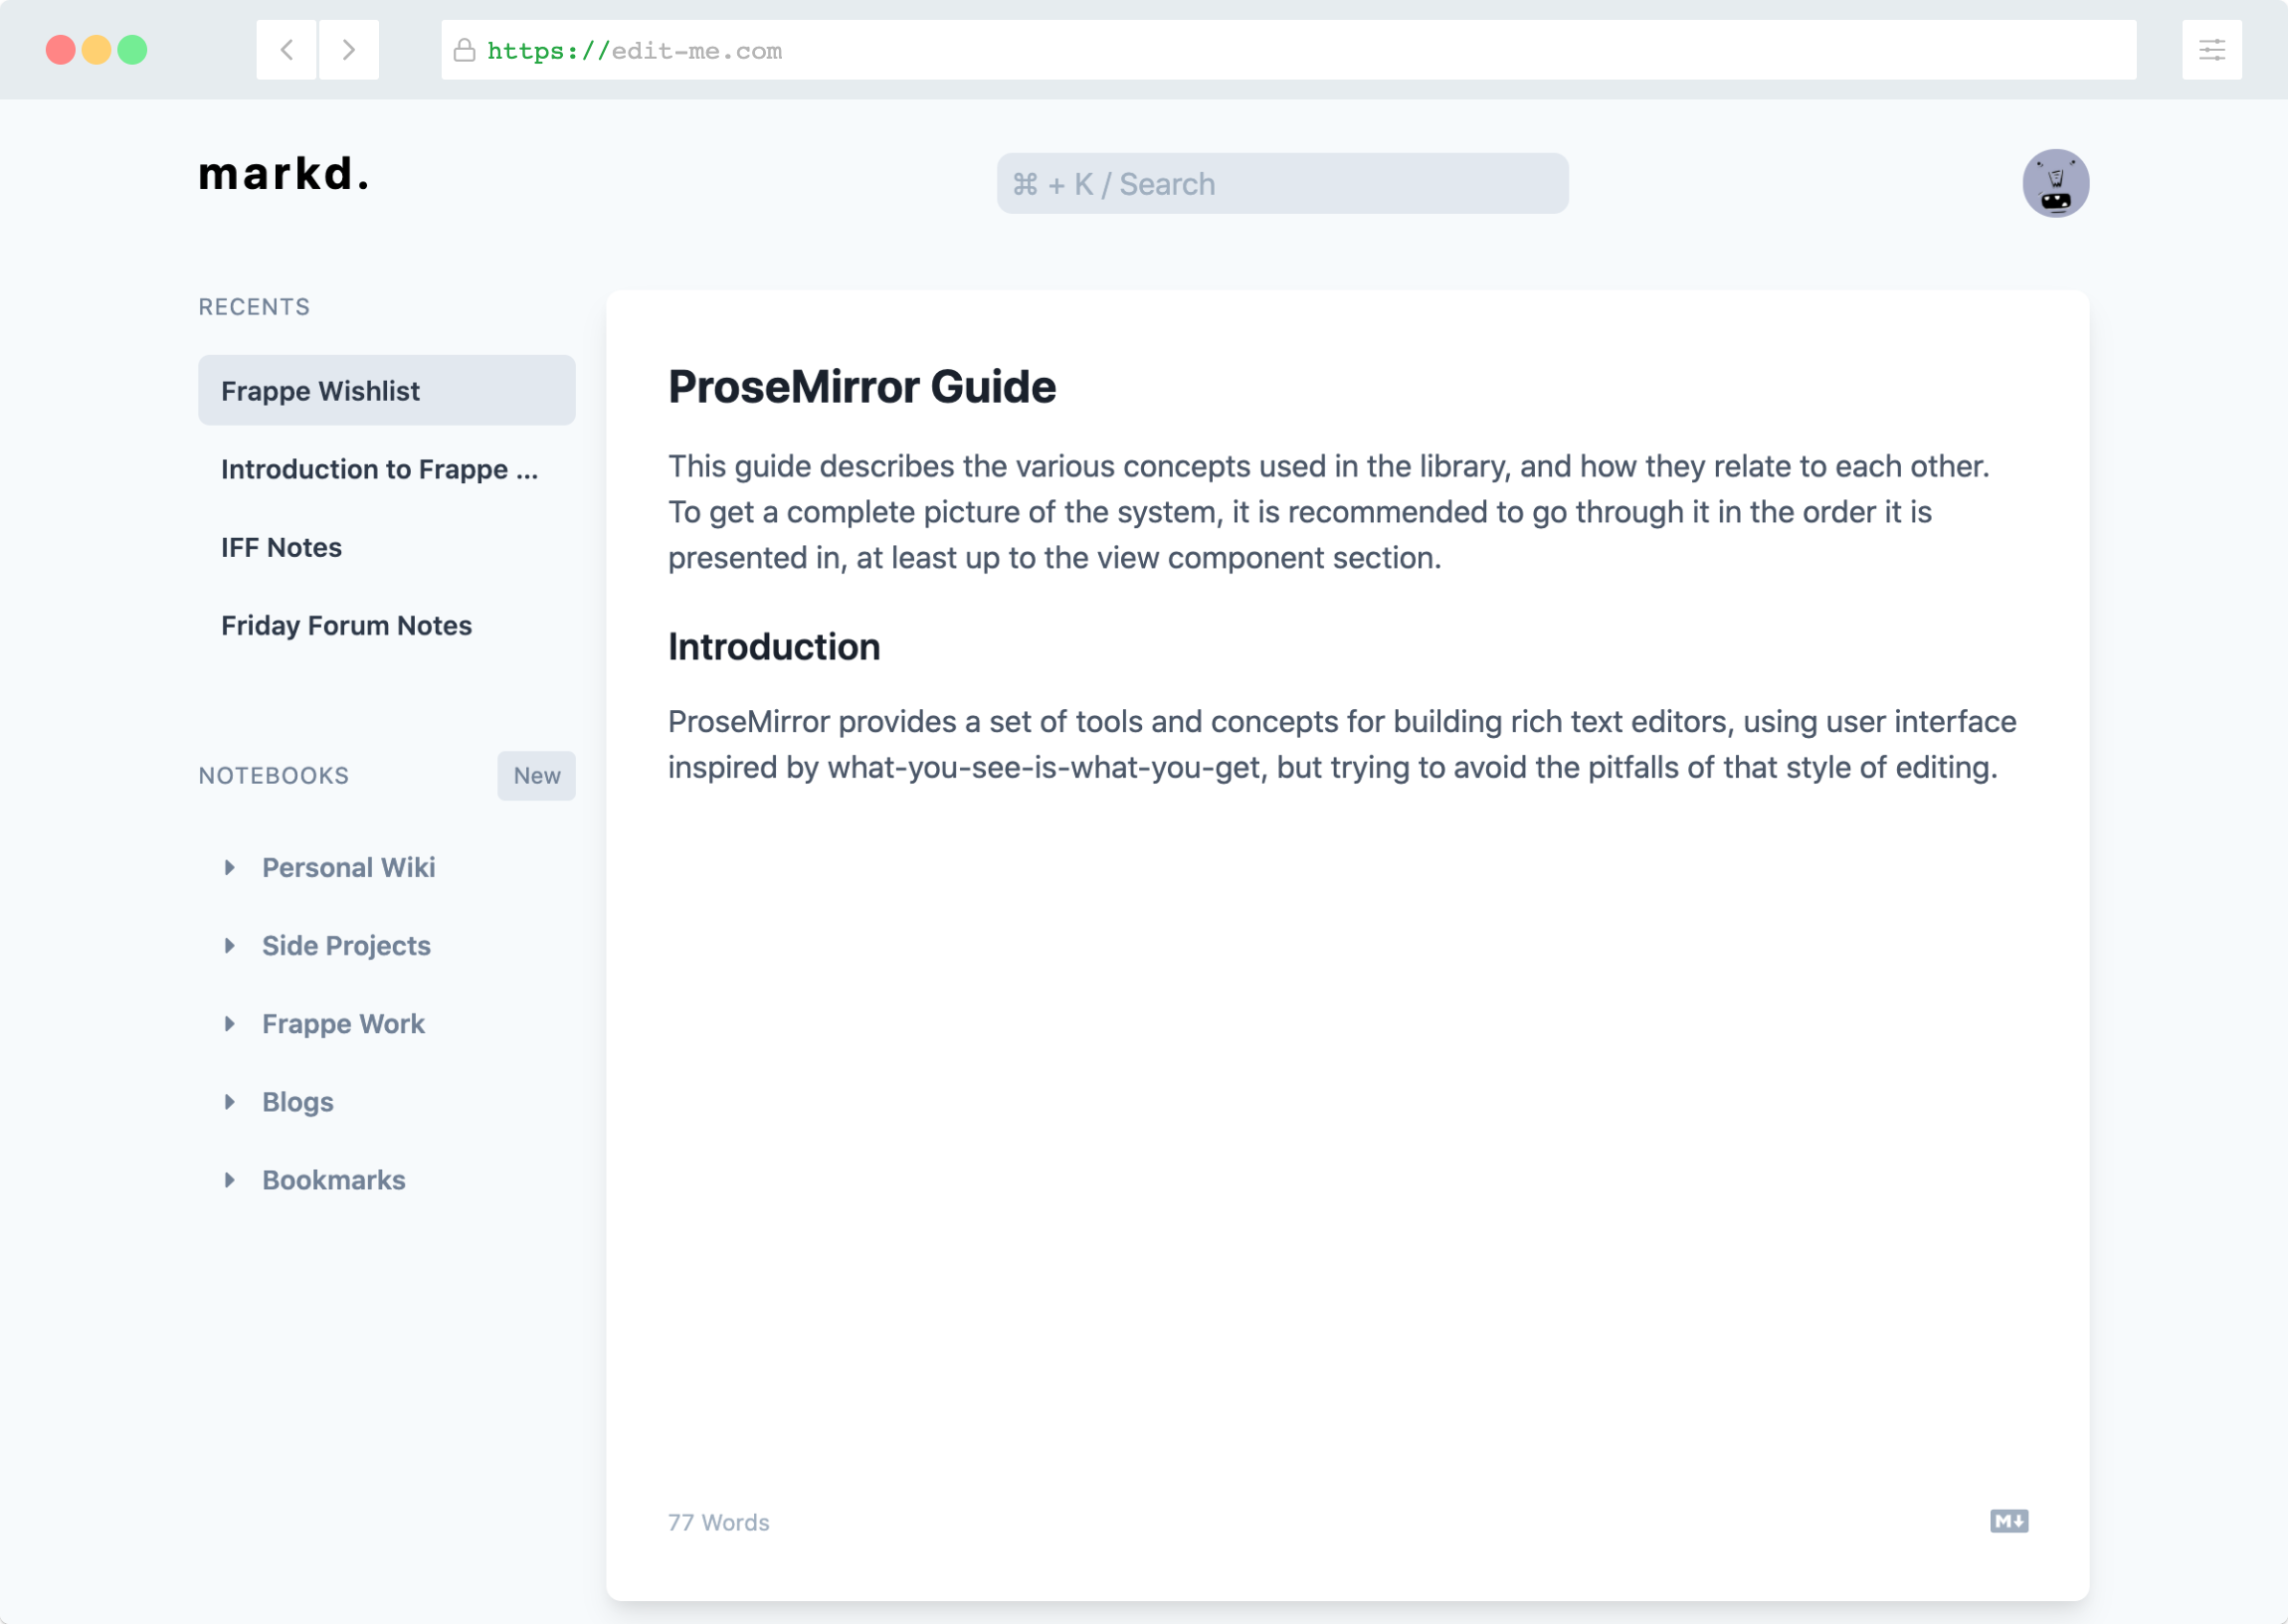 https://edit-me.com
markd.
⌘ + K / Search
RECENTS
Frappe Wishlist
Introduction to Frappe ...
IFF Notes
Friday Forum Notes
NOTEBOOKS
New
Personal Wiki
Side Projects
Frappe Work
Blogs
Bookmarks
ProseMirror Guide
This guide describes the various concepts used in the library, and how they relate to each other.
To get a complete picture of the system, it is recommended to go through it in the order it is
presented in, at least up to the view component section.
Introduction
ProseMirror provides a set of tools and concepts for building rich text editors, using user interface
inspired by what-you-see-is-what-you-get, but trying to avoid the pitfalls of that style of editing.
77 Words
M↓